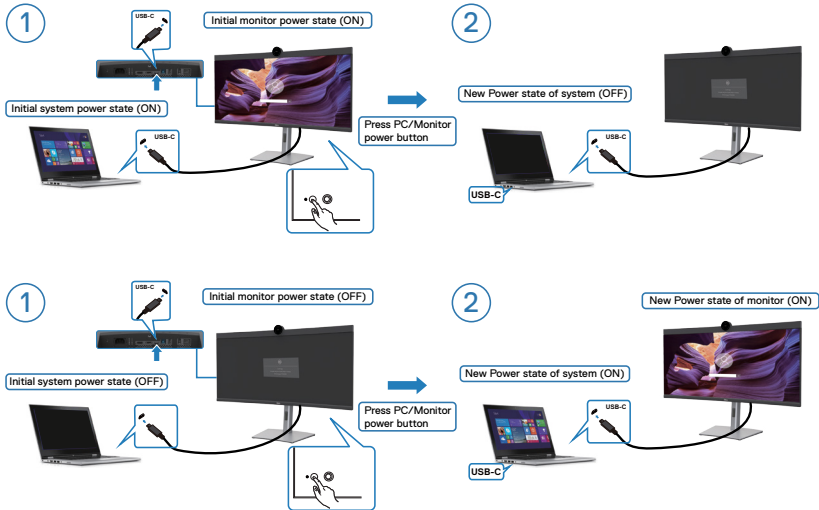 1
USB-C
Initial monitor power state (ON)
Initial system power state (ON)
USB-C
Press PC/Monitor
power button
2
New Power state of system (OFF)
USB-C
USB-C
1
USB-C
Initial monitor power state (OFF)
Initial system power state (OFF)
USB-C
Press PC/Monitor
power button
2
New Power state of monitor (ON)
New Power state of system (ON)
USB-C
USB-C